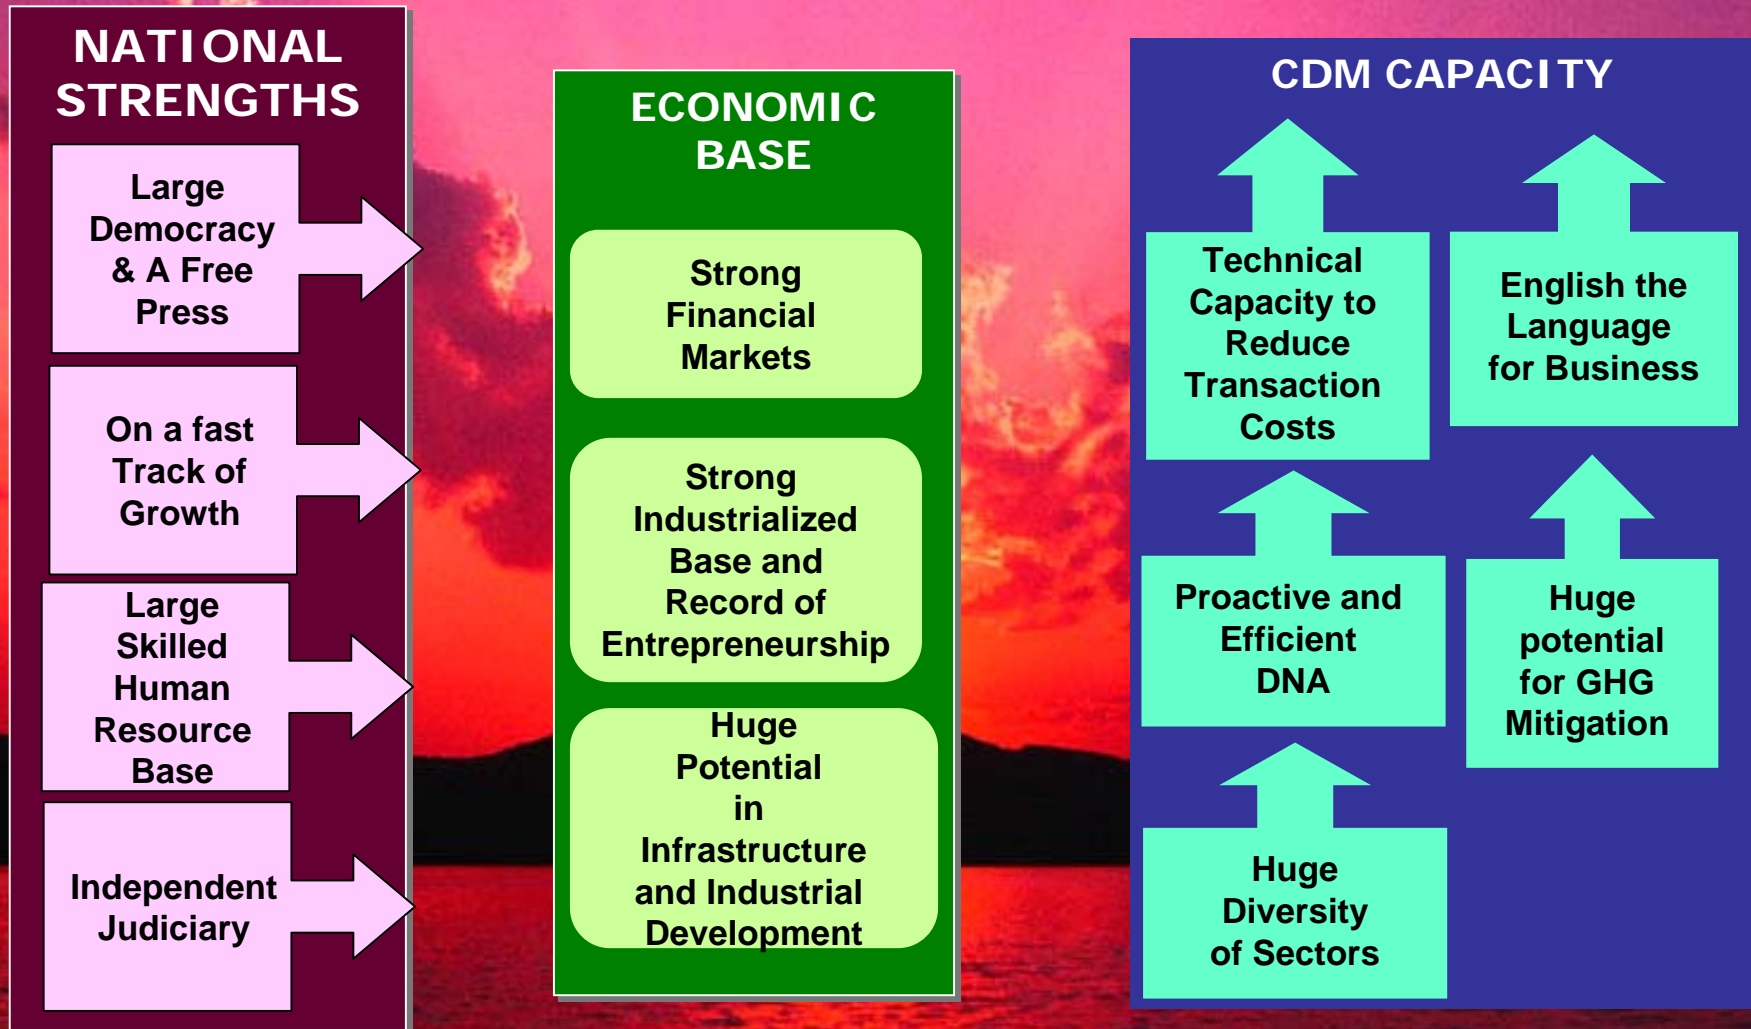 NATIONAL
STRENGTHS
Large
Democracy
& A Free
Press
On a fast
Track of
Growth
Large
Skilled
Human
Resource
Base
Independent
Judiciary
ECONOMIC
BASE
Strong
Financial
Markets
Strong
Industrialized
Base and
Record of
Entrepreneurship
Huge
Potential
in
Infrastructure
and Industrial
Development
CDM CAPACITY
Technical
Capacity to
Reduce
Transaction
Costs
English the
Language
for Business
Proactive and
Efficient
DNA
Huge
potential
for GHG
Mitigation
Huge
Diversity
of Sectors